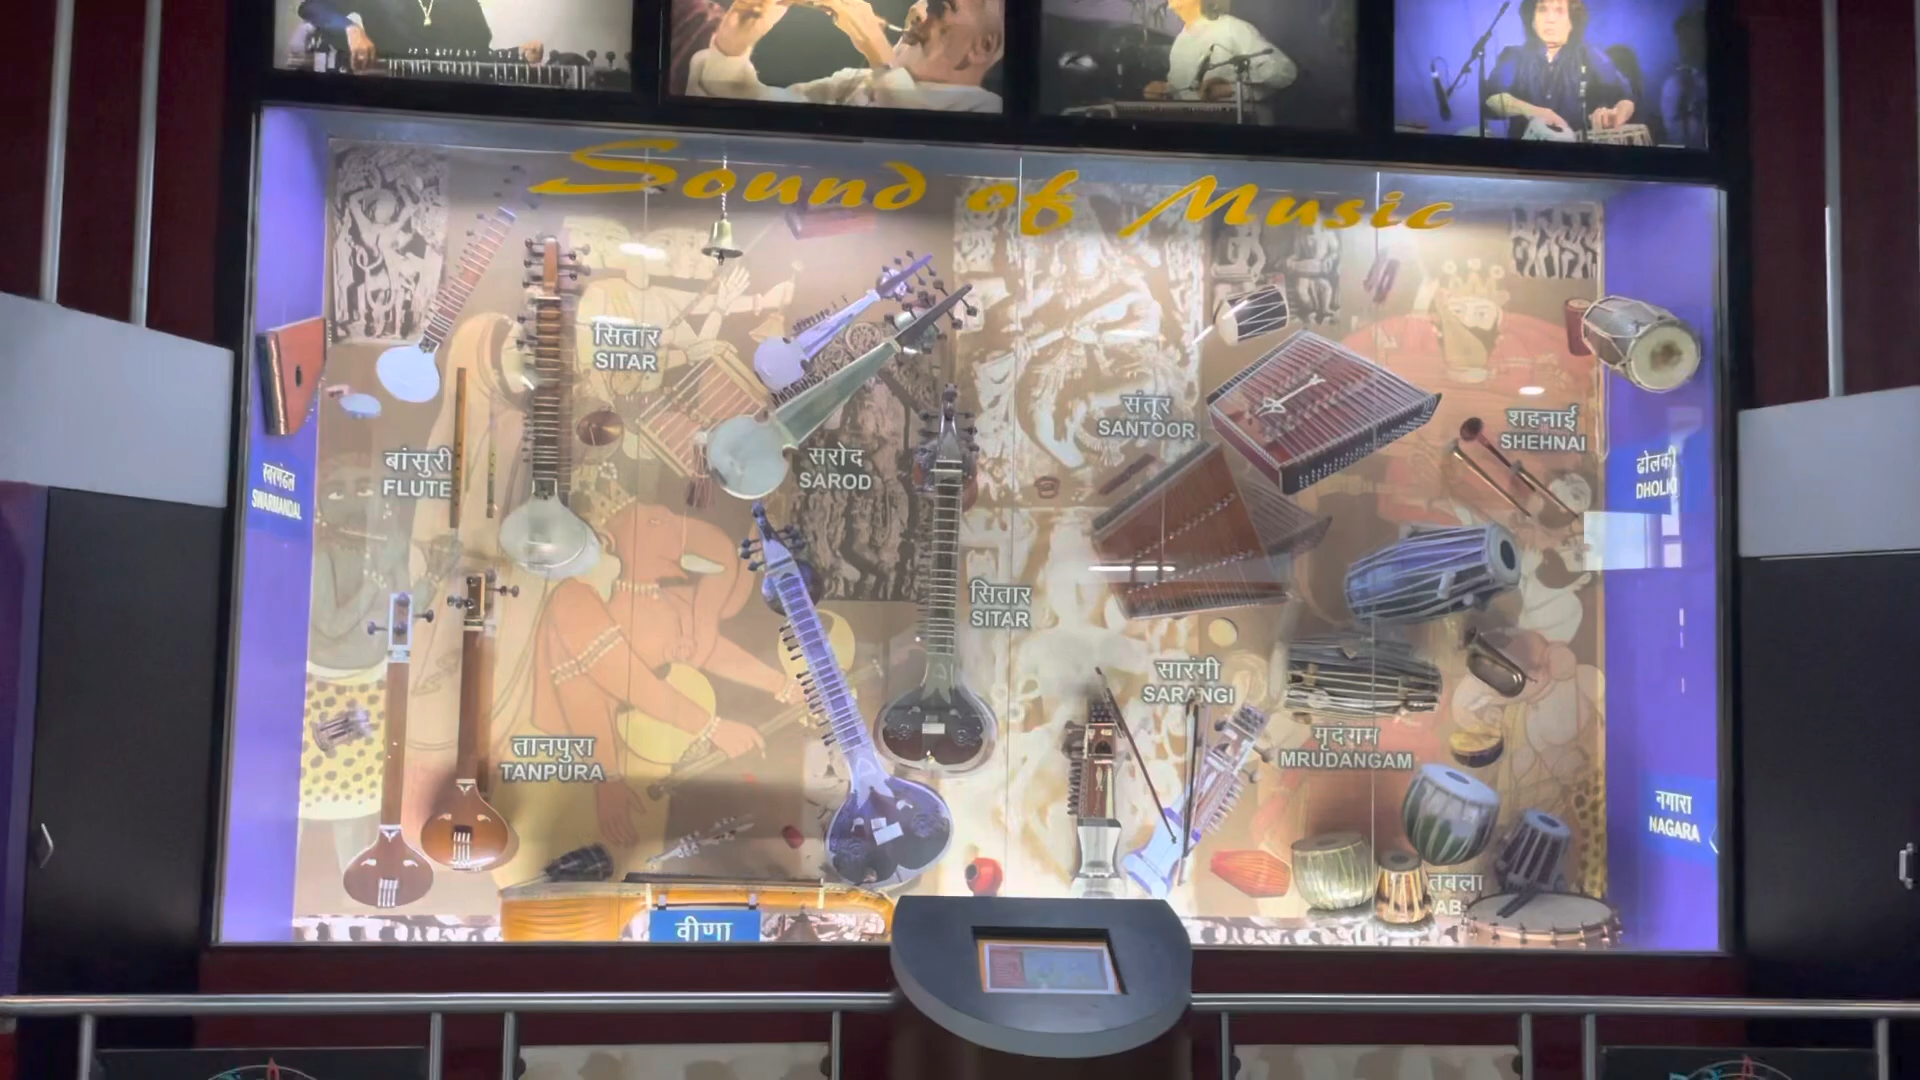 Sound of Music
सितार
SITAR
संतूर
SANTOOR
शहनाई
SHEHNAI
बांसुरी
FLUTE
सरोद
SAROD
स्वरमंडल
SWARMANDAL
ढोलकी
DHOLKI
सितार
SITAR
सारंगी
SARANGI
तानपुरा
TANPURA
मृदंगम
MRUDANGAM
नगारा
NAGARA
तबला
वीणा